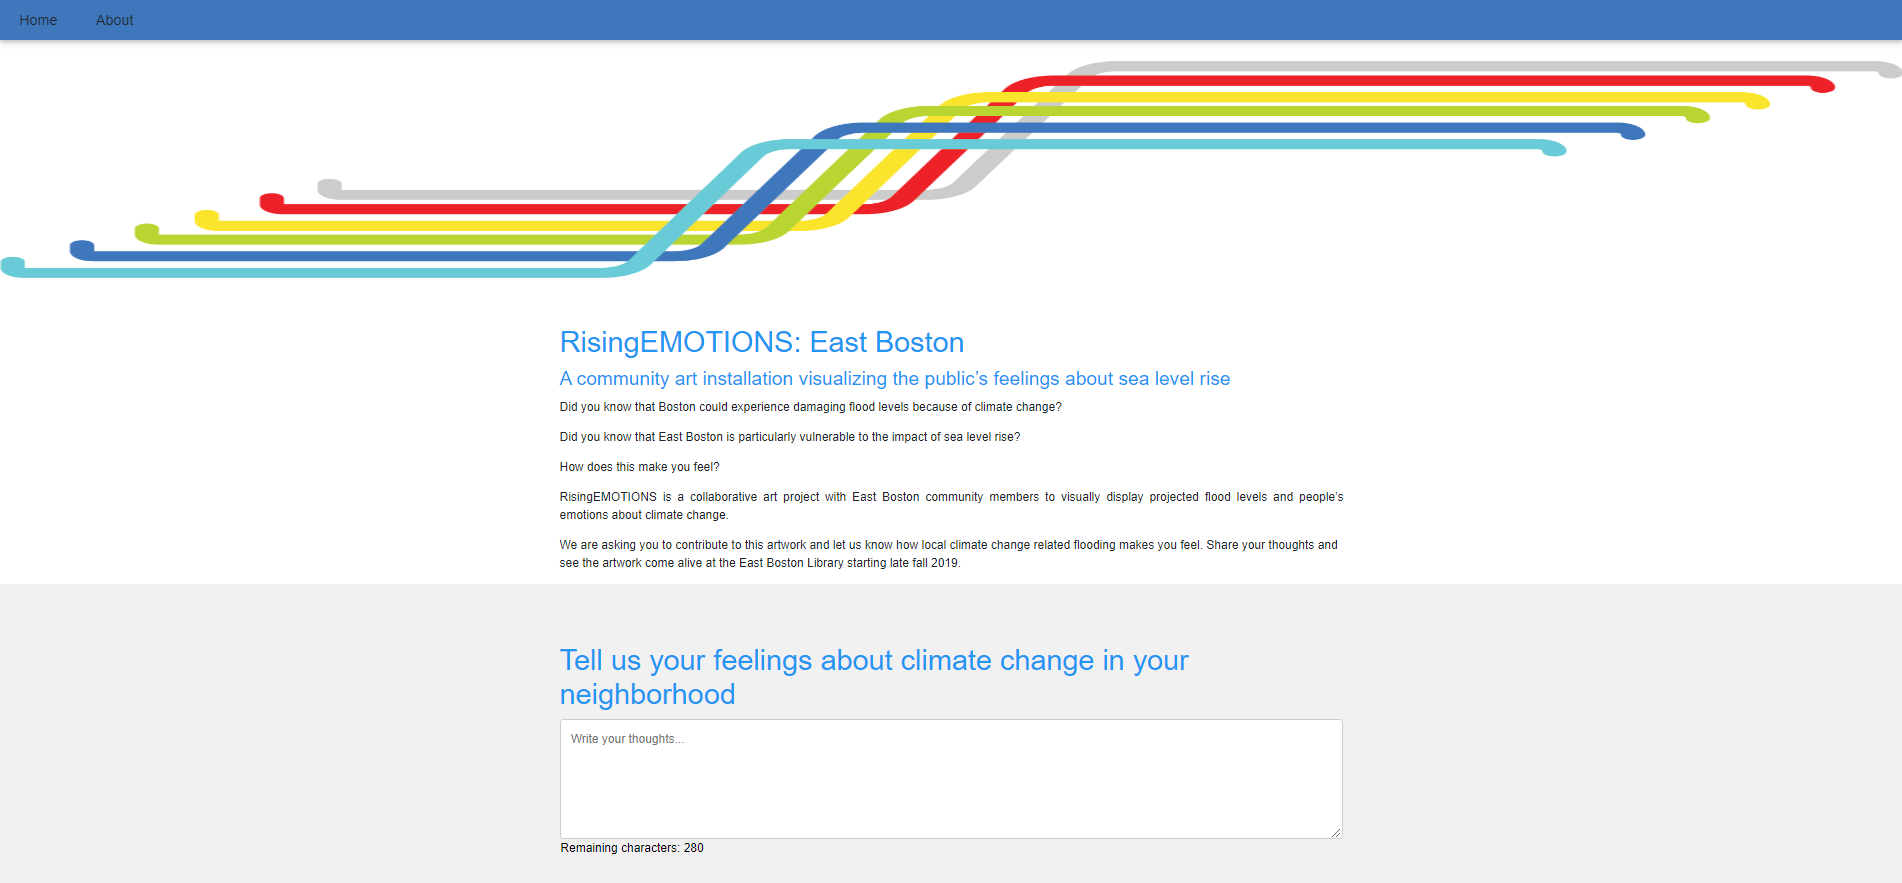 Home About
RisingEMOTIONS: East Boston
A community art installation visualizing the public’s feelings about sea level rise
Did you know that Boston could experience damaging flood levels because of climate change?
Did you know that East Boston is particularly vulnerable to the impact of sea level rise?
How does this make you feel?
RisingEMOTIONS is a collaborative art project with East Boston community members to visually display projected flood levels and people’s
emotions about climate change.
We are asking you to contribute to this artwork and let us know how local climate change related flooding makes you feel. Share your thoughts and
see the artwork come alive at the East Boston Library starting late fall 2019.
Tell us your feelings about climate change in your
neighborhood
Write your thoughts...
Remaining characters: 280